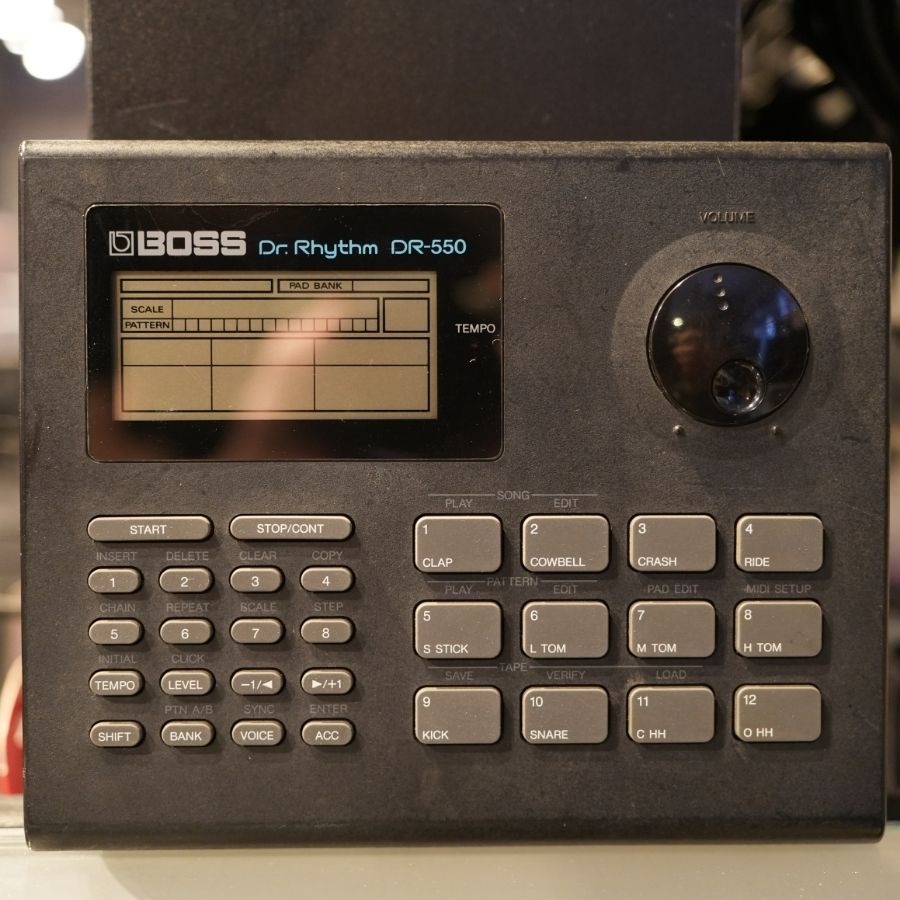 BOSS Dr. Rhythm DR-550
PAD BANK
SCALE
PATTERN
TEMPO
VOLUME
START STOP/CONT
INSERT DELETE CLEAR COPY
1 2 3 4
CHAIN REPEAT SCALE STEP
5 6 7 8
INITIAL CLICK
TEMPO LEVEL −1/◀ ▶/+1
PTN A/B SYNC ENTER
SHIFT BANK VOICE ACC
SONG
PLAY EDIT
1 2 3 4
CLAP COWBELL CRASH RIDE
PATTERN
PLAY EDIT PAD EDIT MIDI SETUP
5 6 7 8
S STICK L TOM M TOM H TOM
TAPE
SAVE VERIFY LOAD
9 10 11 12
KICK SNARE C HH O HH